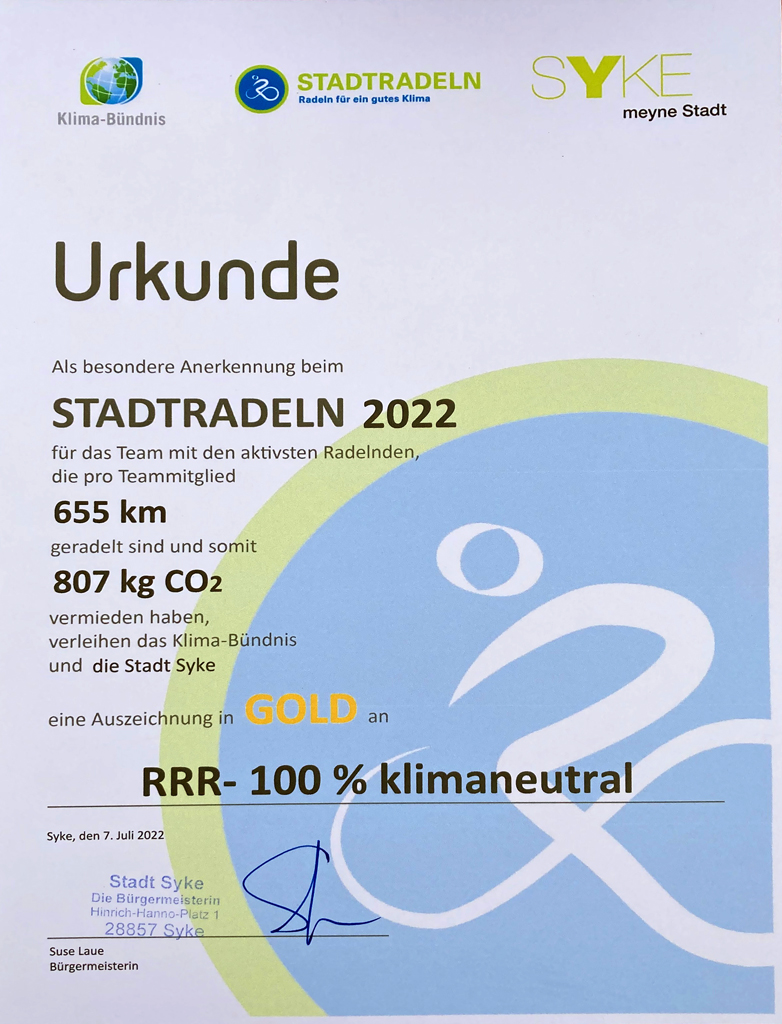 Klima-Bündnis
STADTRADELN
Radeln für ein gutes Klima
SYKE
meyne Stadt
Urkunde
Als besondere Anerkennung beim
STADTRADELN 2022
für das Team mit den aktivsten Radelnden,
die pro Teammitglied
655 km
geradelt sind und somit
807 kg CO2
vermieden haben,
verleihen das Klima-Bündnis
und die Stadt Syke
eine Auszeichnung in GOLD an
RRR- 100 % klimaneutral
Syke, den 7. Juli 2022
Stadt Syke
Die Bürgermeisterin
Hinrich-Hanno-Platz 1
28857 Syke
Suse Laue
Bürgermeisterin